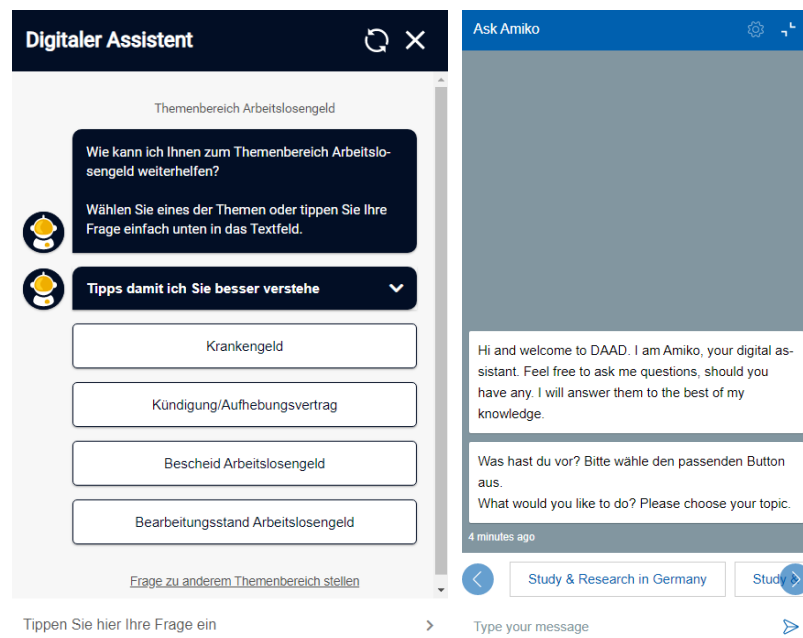 Digitaler Assistent
Themenbereich Arbeitslosengeld
Wie kann ich Ihnen zum Themenbereich Arbeitslo-
sengeld weiterhelfen?
Wählen Sie eines der Themen oder tippen Sie Ihre
Frage einfach unten in das Textfeld.
Tipps damit ich Sie besser verstehe
Krankengeld
Kündigung/Aufhebungsvertrag
Bescheid Arbeitslosengeld
Bearbeitungsstand Arbeitslosengeld
Frage zu anderem Themenbereich stellen
Tippen Sie hier Ihre Frage ein
Ask Amiko
Hi and welcome to DAAD. I am Amiko, your digital as-
sistant. Feel free to ask me questions, should you
have any. I will answer them to the best of my
knowledge.
Was hast du vor? Bitte wähle den passenden Button
aus.
What would you like to do? Please choose your topic.
4 minutes ago
Study & Research in Germany
Study &
Type your message